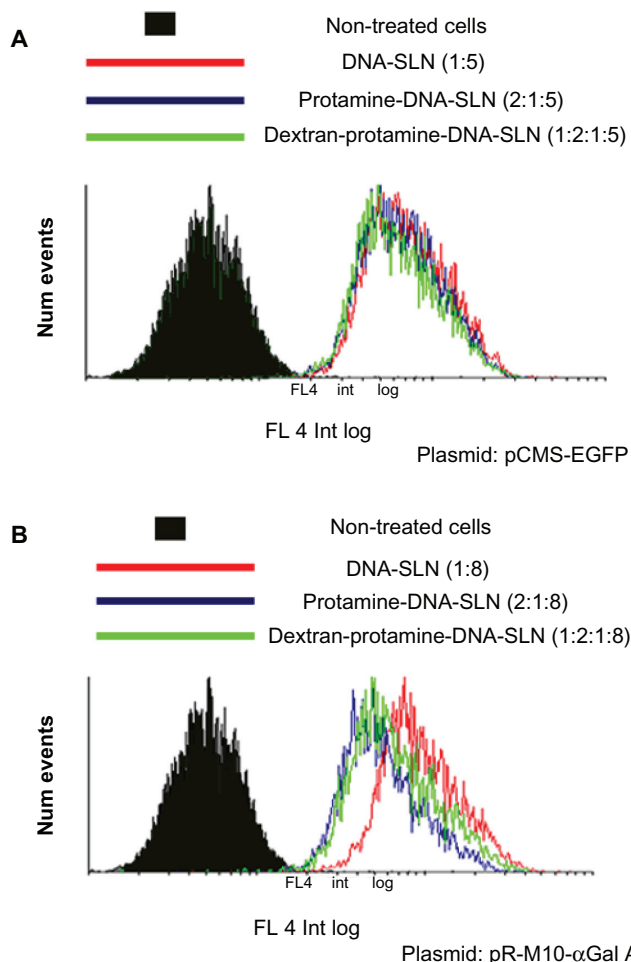 A
Non-treated cells
DNA-SLN (1:5)
Protamine-DNA-SLN (2:1:5)
Dextran-protamine-DNA-SLN (1:2:1:5)
Num events
FL4 int log
FL 4 Int log
Plasmid: pCMS-EGFP
B
Non-treated cells
DNA-SLN (1:8)
Protamine-DNA-SLN (2:1:8)
Dextran-protamine-DNA-SLN (1:2:1:8)
Num events
FL4 int log
FL 4 Int log
Plasmid: pR-M10-αGal A